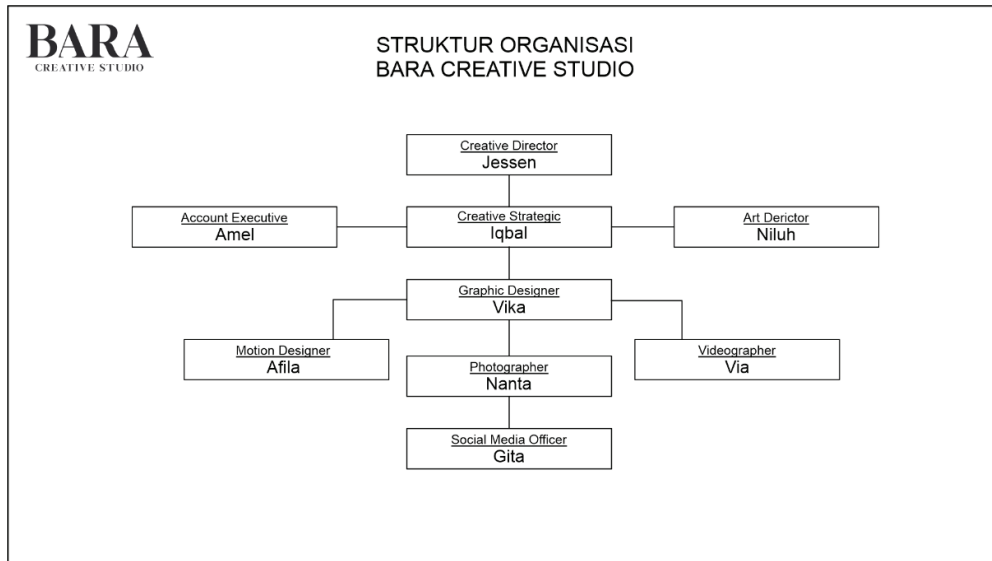 BARA
CREATIVE STUDIO
STRUKTUR ORGANISASI
BARA CREATIVE STUDIO
Creative Director
Jessen
Account Executive
Amel
Creative Strategic
Iqbal
Art Derictor
Niluh
Graphic Designer
Vika
Motion Designer
Afila
Photographer
Nanta
Videographer
Via
Social Media Officer
Gita